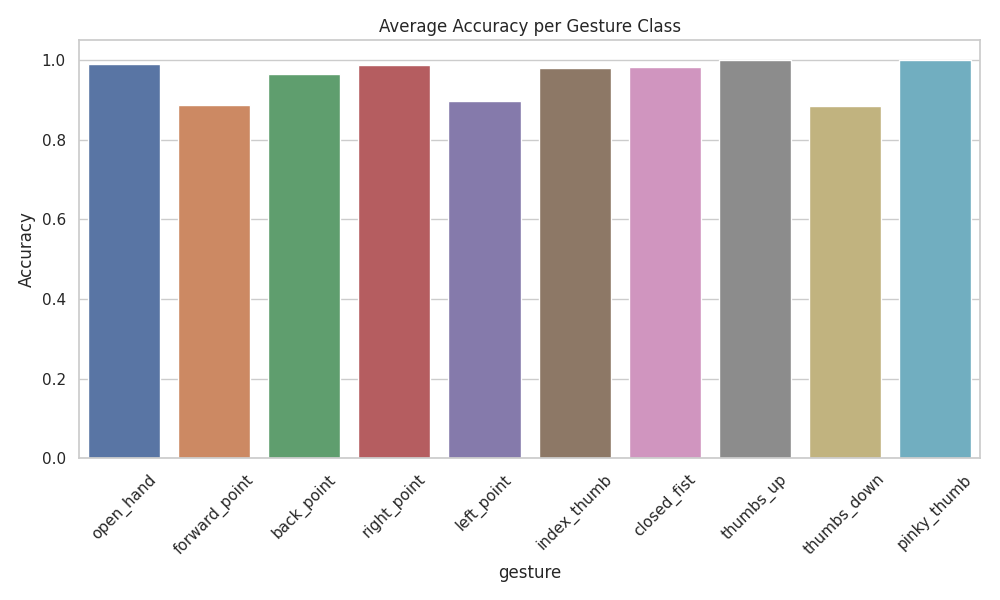 Average Accuracy per Gesture Class
Accuracy
1.0
0.8
0.6
0.4
0.2
0.0
open_hand
forward_point
back_point
right_point
left_point
index_thumb
closed_fist
thumbs_up
thumbs_down
pinky_thumb
gesture